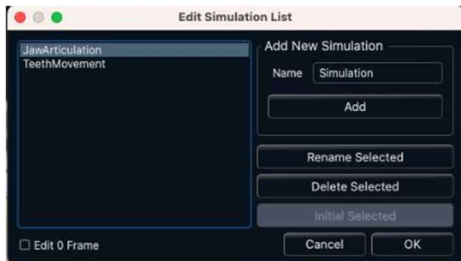 Edit Simulation List
JawArticulation
TeethMovement
Add New Simulation
Name Simulation
Add
Rename Selected
Delete Selected
Initial Selected
Edit 0 Frame
Cancel OK